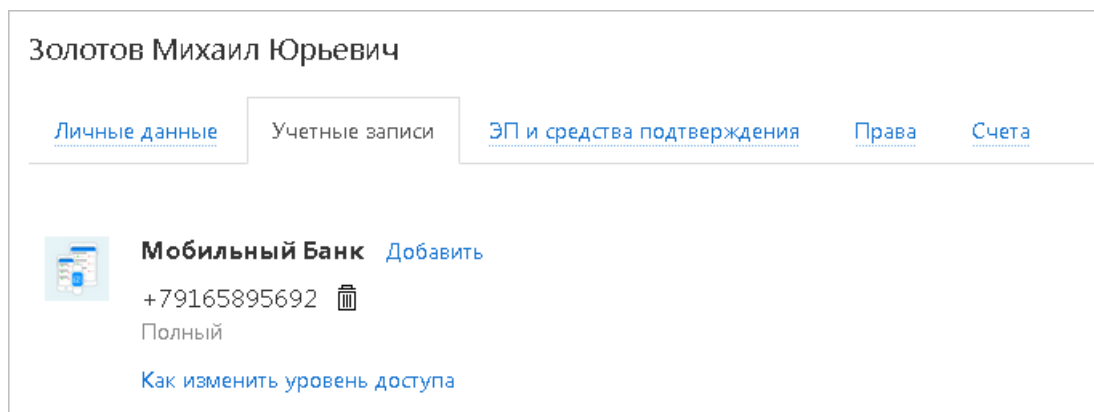 Золотов Михаил Юрьевич
Личные данные Учетные записи ЭП и средства подтверждения Права Счета
Мобильный Банк Добавить
+79165895692
Полный
Как изменить уровень доступа